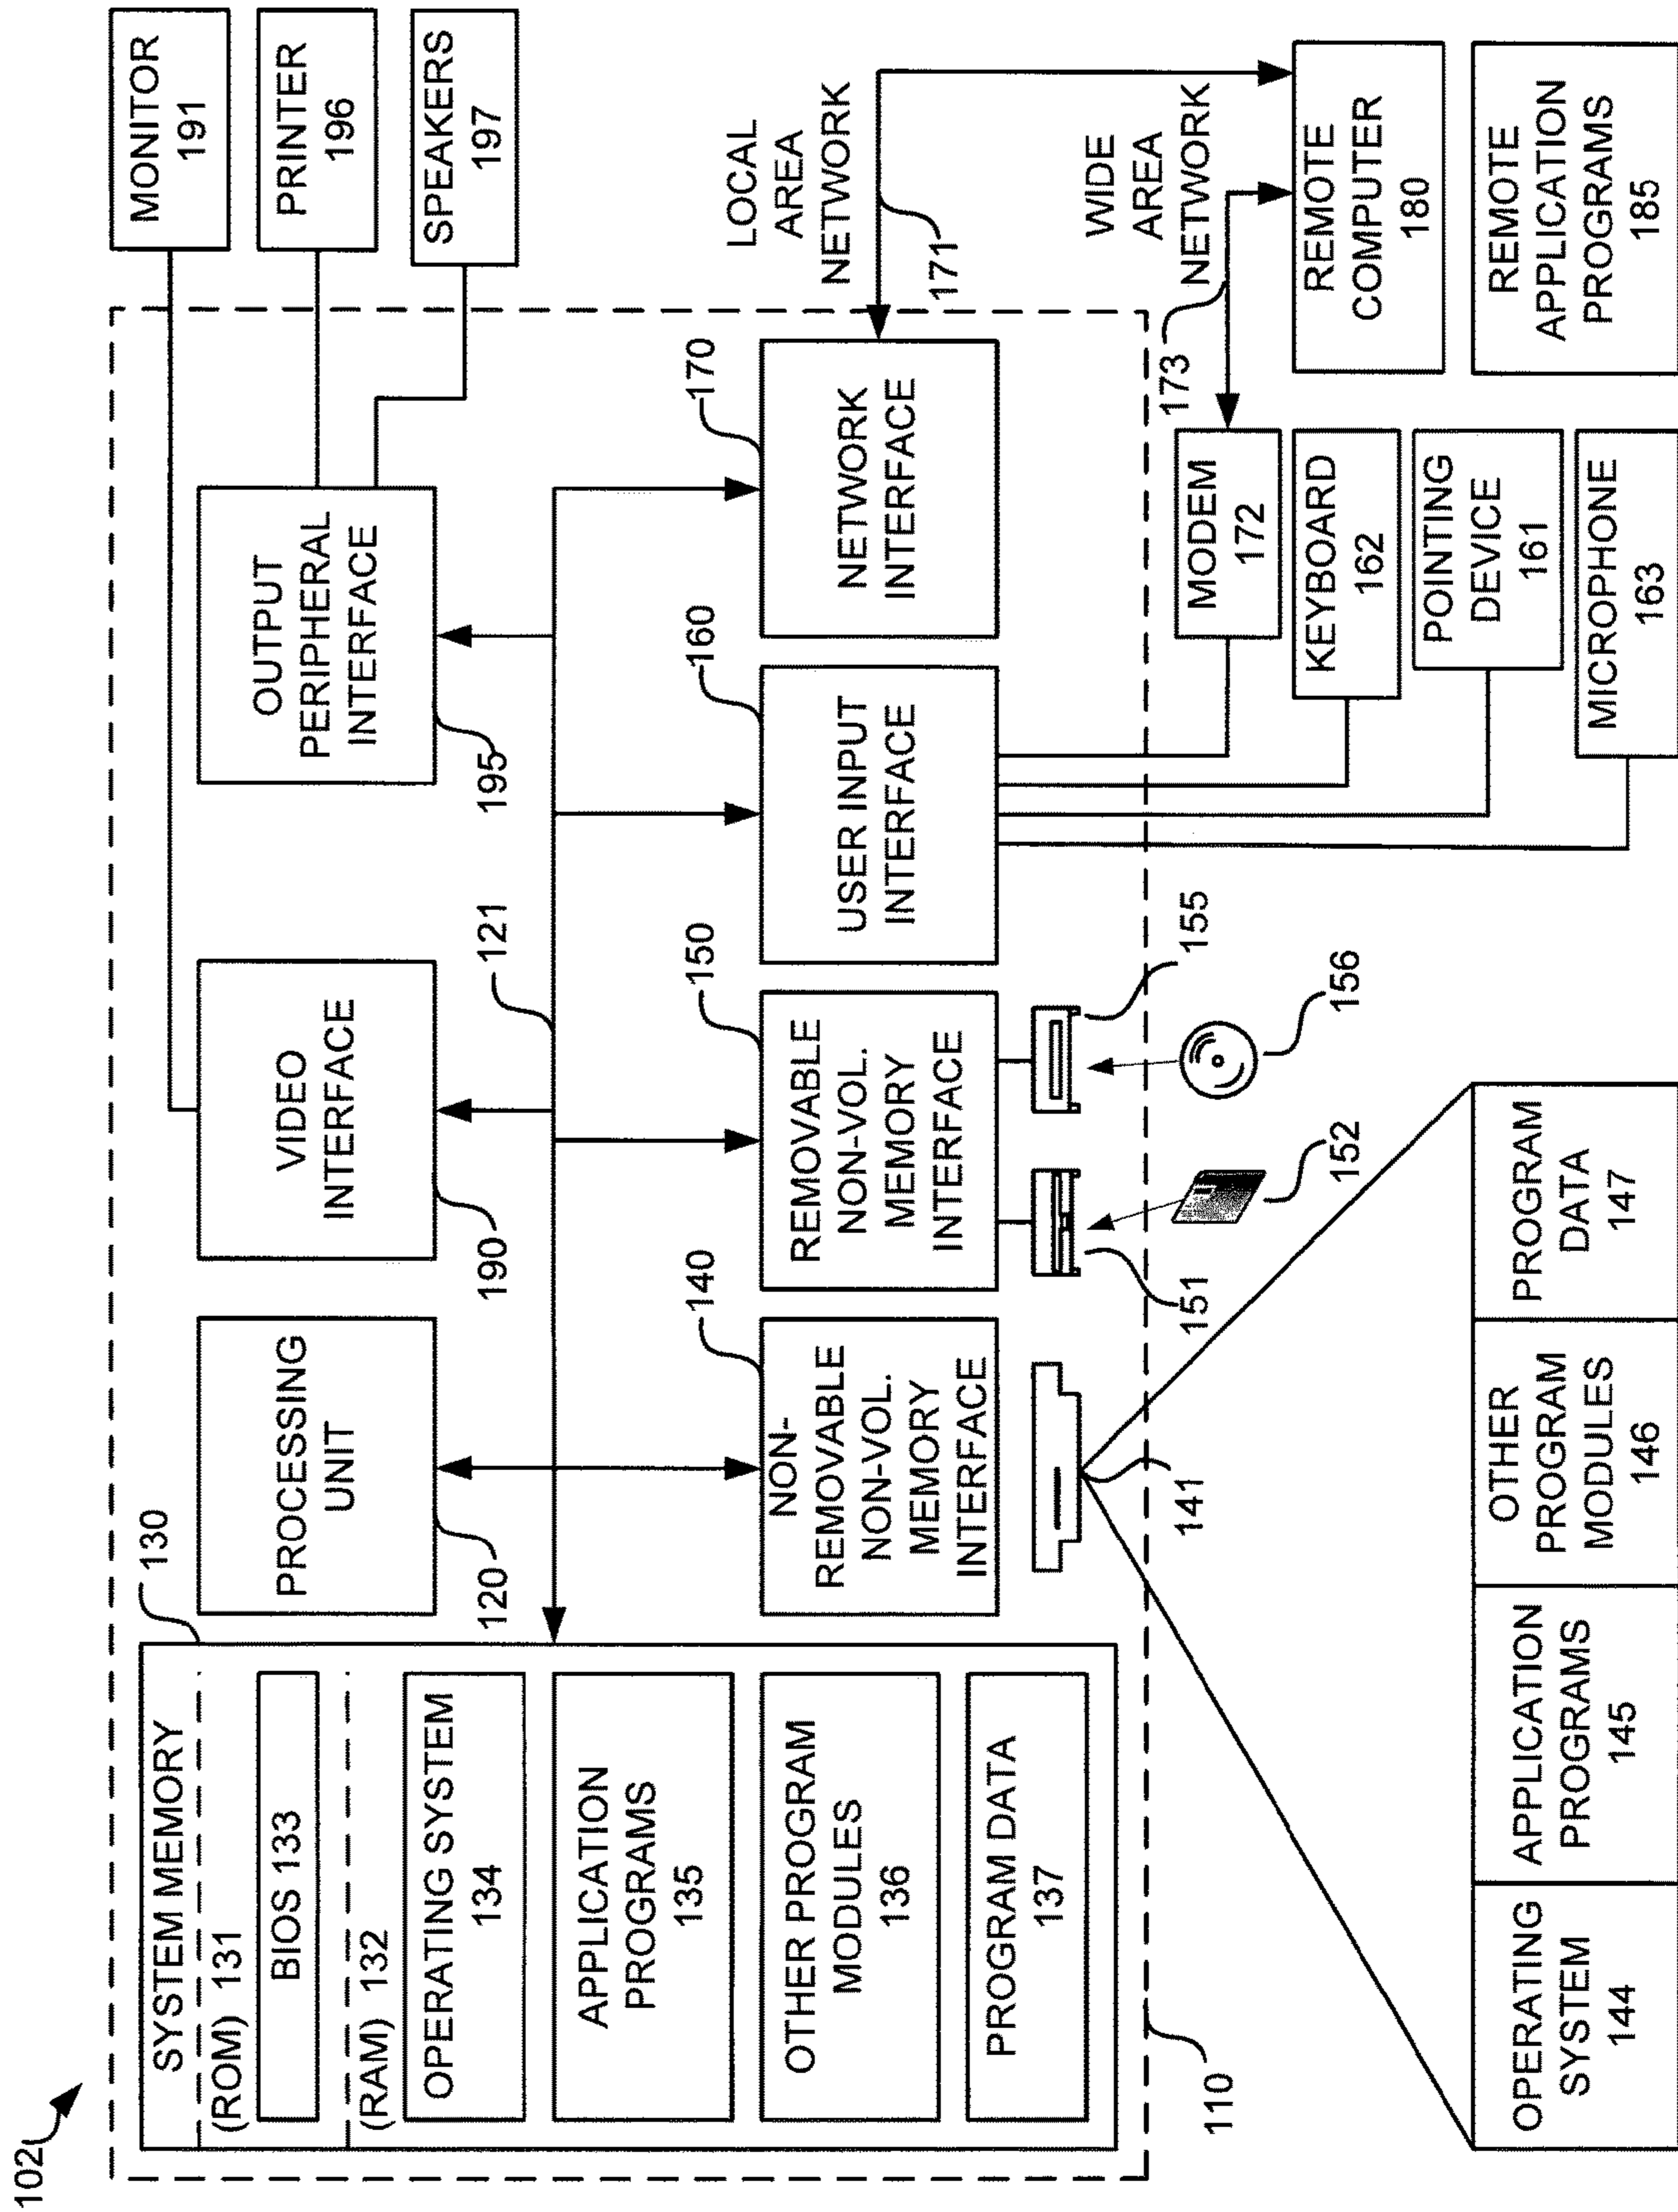 102
SYSTEM MEMORY
(ROM) 131
BIOS 133
(RAM) 132
OPERATING SYSTEM
134
APPLICATION
PROGRAMS
135
OTHER PROGRAM
MODULES
136
PROGRAM DATA
137
130
PROCESSING
UNIT
120
VIDEO
INTERFACE
190
121
OUTPUT
PERIPHERAL
INTERFACE
195
MONITOR
191
PRINTER
196
SPEAKERS
197
140
NON-
REMOVABLE
NON-VOL.
MEMORY
INTERFACE
150
REMOVABLE
NON-VOL.
MEMORY
INTERFACE
160
USER INPUT
INTERFACE
170
NETWORK
INTERFACE
LOCAL
AREA
NETWORK
171
110
141
151
152
155
156
WIDE
AREA
NETWORK
173
MODEM
172
KEYBOARD
162
POINTING
DEVICE
161
MICROPHONE
163
REMOTE
COMPUTER
180
REMOTE
APPLICATION
PROGRAMS
185
OPERATING
SYSTEM
144
APPLICATION
PROGRAMS
145
OTHER
PROGRAM
MODULES
146
PROGRAM
DATA
147